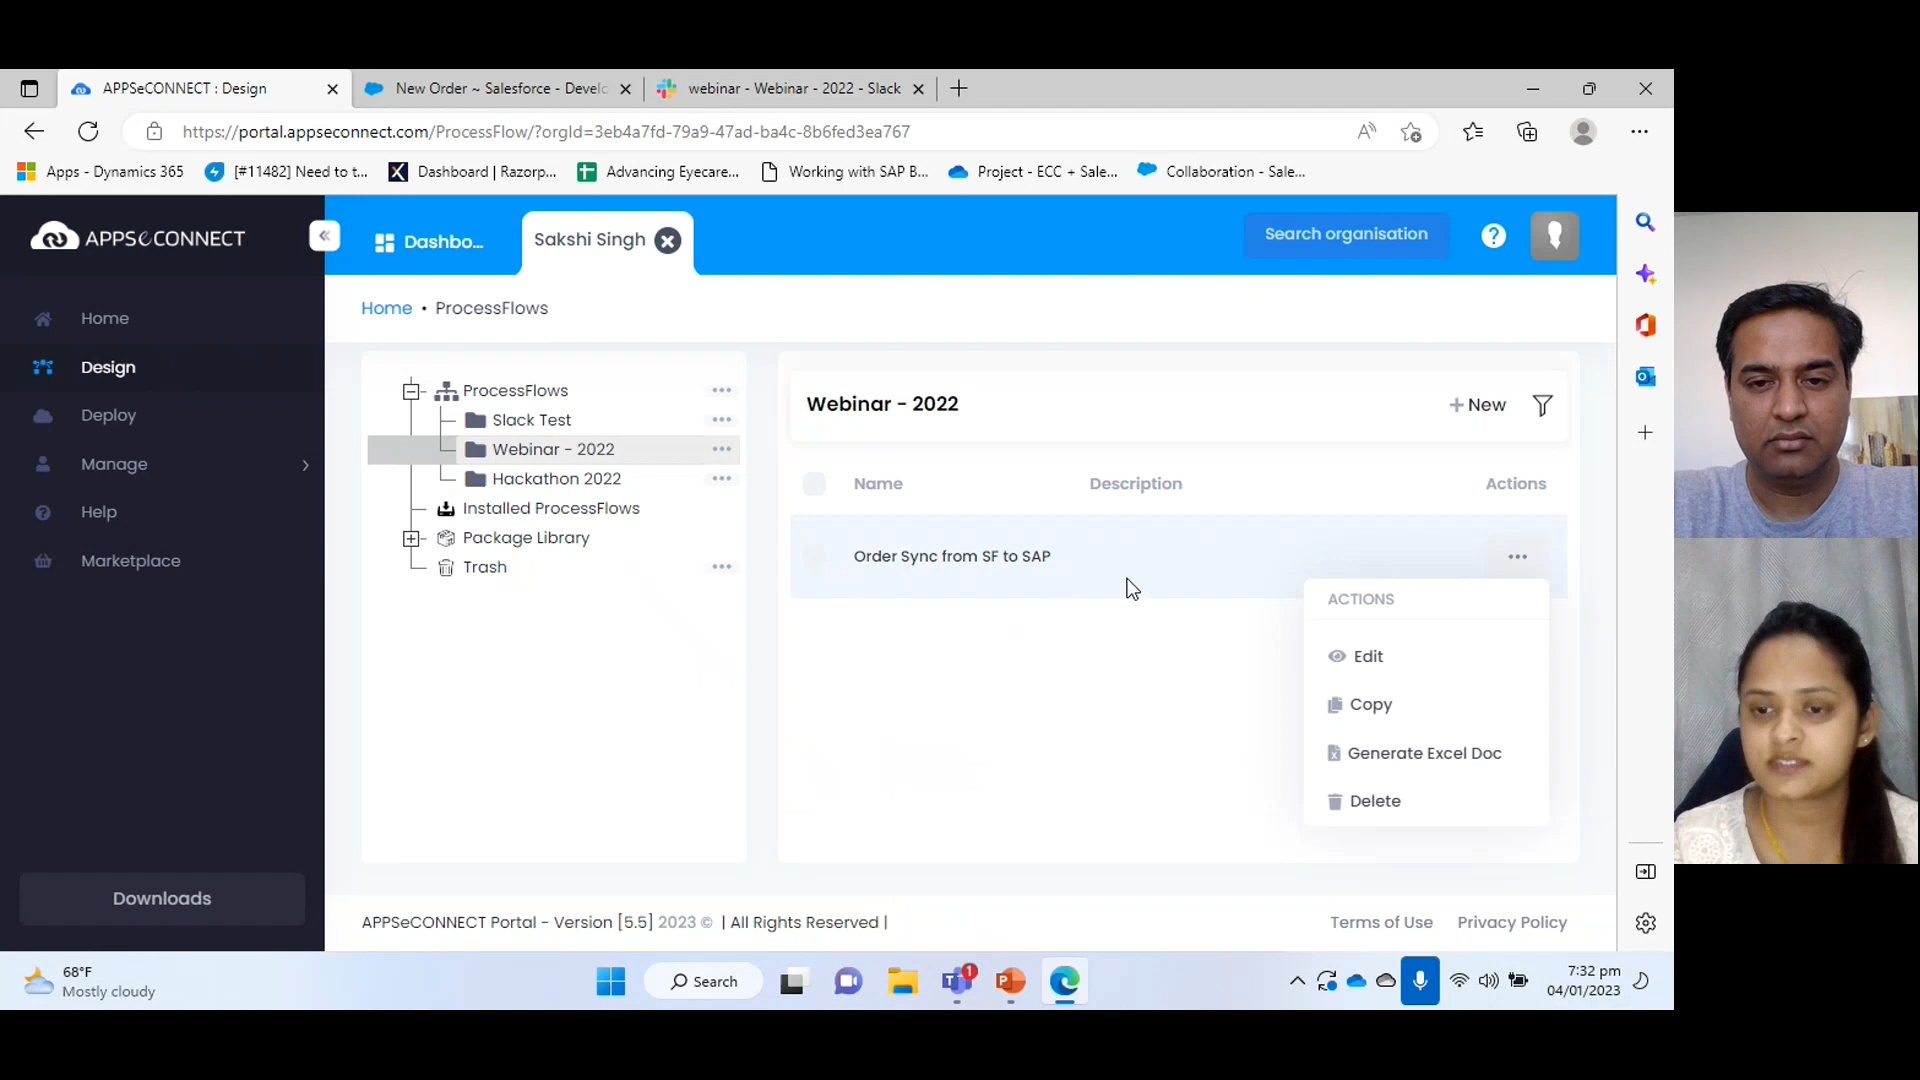 APPSeCONNECT : Design
New Order ~ Salesforce - Develo
webinar - Webinar - 2022 - Slack
https://portal.appseconnect.com/ProcessFlow/?orgId=3eb4a7fd-79a9-47ad-ba4c-8b6fed3ea767
Apps - Dynamics 365
[#11482] Need to t...
Dashboard | Razorp...
Advancing Eyecare...
Working with SAP B...
Project - ECC + Sale...
Collaboration - Sale...
APPSeCONNECT
Dashbo...
Sakshi Singh
Search organisation
Home
Design
Deploy
Manage
Help
Marketplace
Downloads
Home • ProcessFlows
ProcessFlows
Slack Test
Webinar - 2022
Hackathon 2022
Installed ProcessFlows
Package Library
Trash
Webinar - 2022
+ New
Name
Description
Actions
Order Sync from SF to SAP
ACTIONS
Edit
Copy
Generate Excel Doc
Delete
APPSeCONNECT Portal - Version [5.5] 2023 © | All Rights Reserved |
Terms of Use
Privacy Policy
68°F
Mostly cloudy
Search
1
7:32 pm
04/01/2023